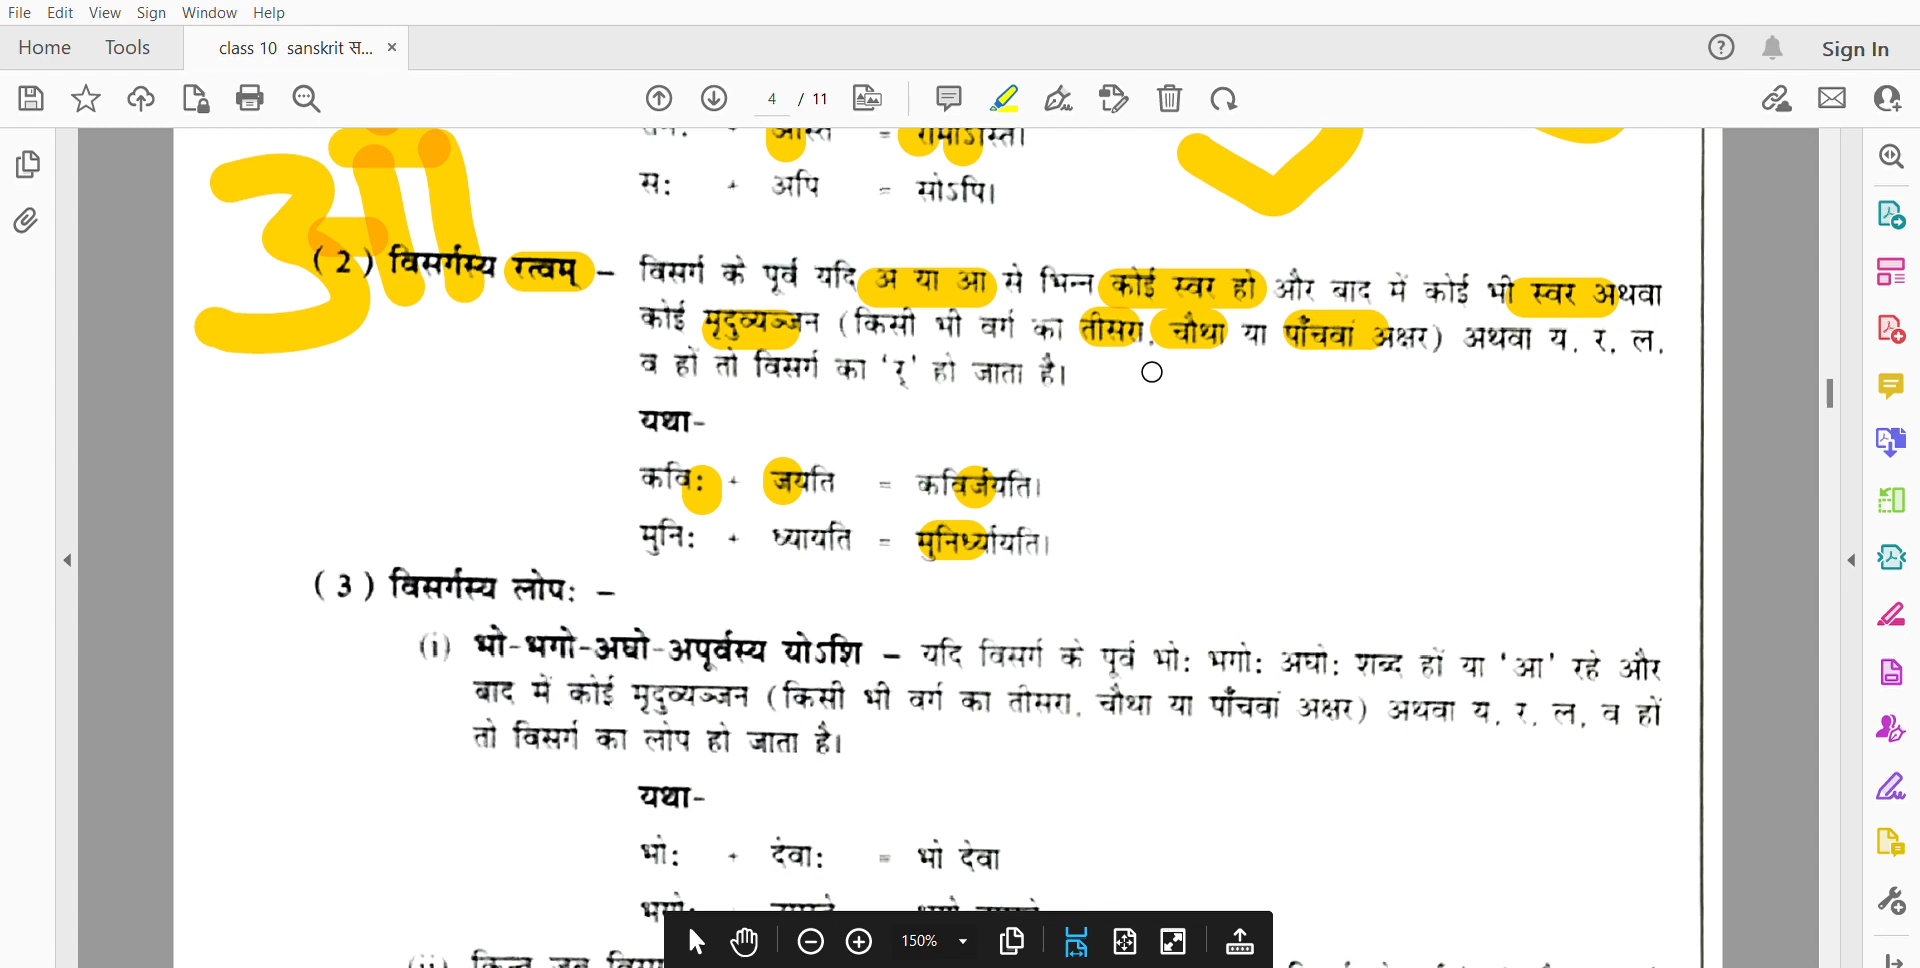 File Edit View Sign Window Help
Home Tools class 10 sanskrit स... × Sign In
4 / 11
अस्ति = रामोऽस्ति।
स: + अपि = सोऽपि।
ओ
(2) विसर्गस्य रत्वम् – विसर्ग के पूर्व यदि अ या आ से भिन्न कोई स्वर हो और बाद में कोई भी स्वर अथवा
कोई मृदुव्यञ्जन (किसी भी वर्ग का तीसरा, चौथा या पाँचवां अक्षर) अथवा य, र, ल,
व हों तो विसर्ग का ‘र्’ हो जाता है।
यथा-
कवि: + जयति = कविर्जयति।
मुनि: + ध्यायति = मुनिर्ध्यायति।
(3) विसर्गस्य लोप: –
(i) भो-भगो-अघो-अपूर्वस्य योऽशि – यदि विसर्ग के पूर्व भो: भगो: अघो: शब्द हों या 'आ' रहे और
बाद में कोई मृदुव्यञ्जन (किसी भी वर्ग का तीसरा, चौथा या पाँचवां अक्षर) अथवा य, र, ल, व हों
तो विसर्ग का लोप हो जाता है।
यथा-
भो: + देवा: = भो देवा
150%